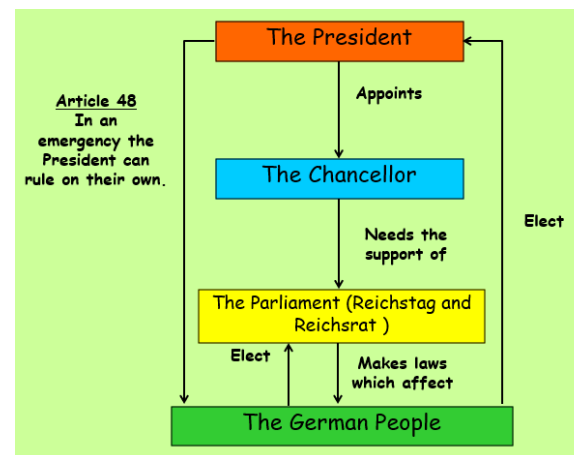 The President
Appoints
Article 48
In an
emergency the
President can
rule on their own.
The Chancellor
Elect
Needs the
support of
The Parliament (Reichstag and
Reichsrat )
Elect
Makes laws
which affect
The German People